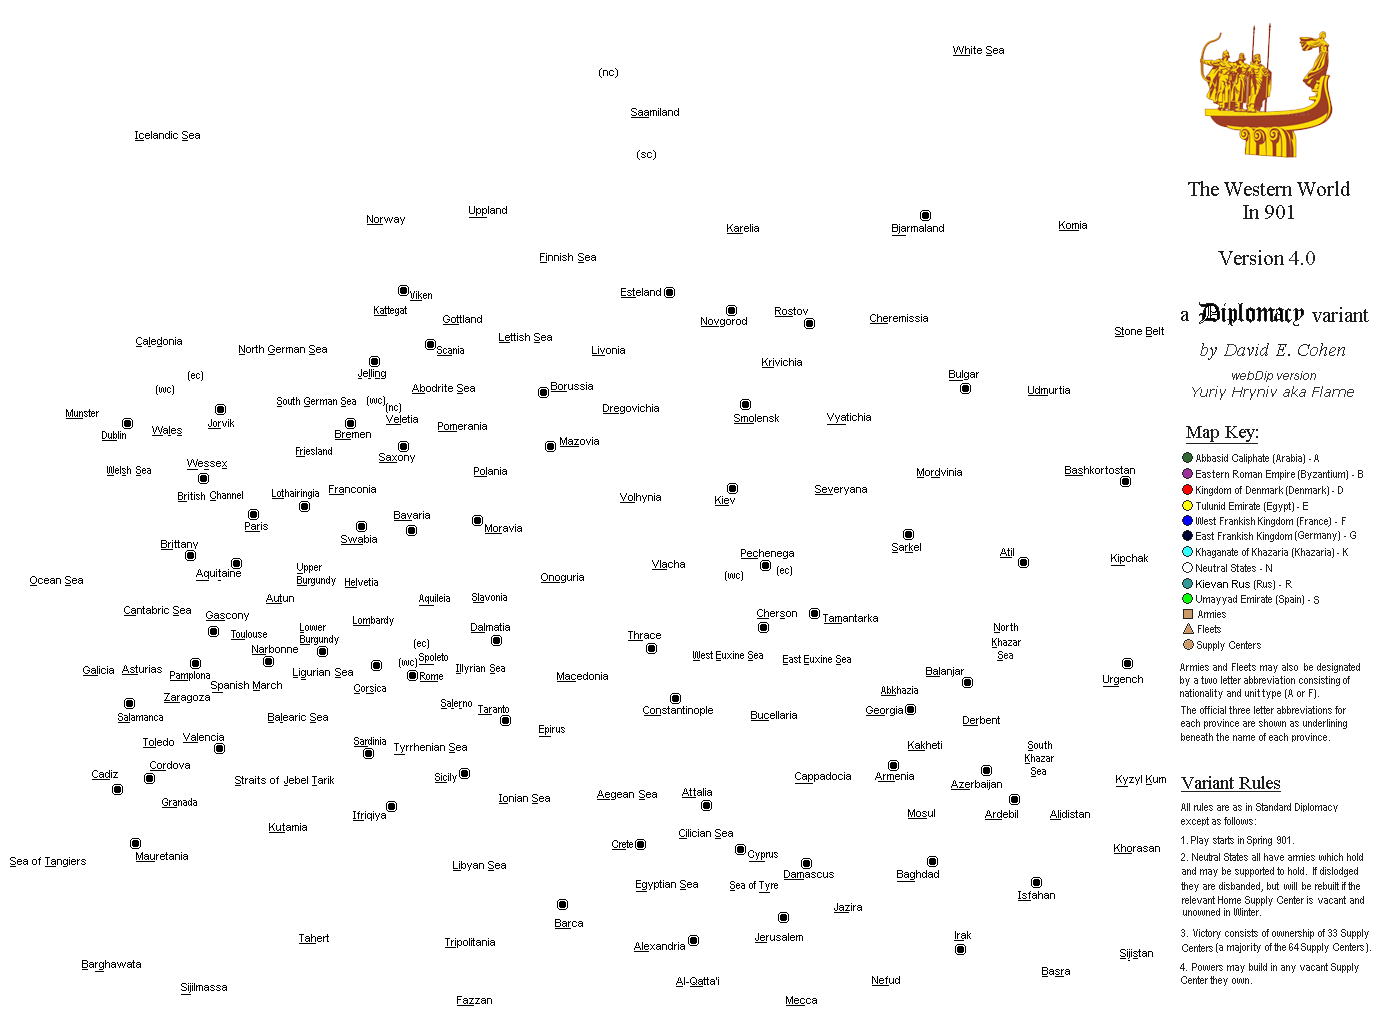 White Sea
(nc)
Saamiland
Icelandic Sea
(sc)
The Western World
In 901
Uppland
Norway
Karelia
Bjarmaland
Komia
Version 4.0
Finnish Sea
Viken
Esteland
Kattegat
Gottland
Novgorod
Rostov
Cheremissia
a Diplomacy variant
Stone Belt
Caledonia
North German Sea
Scania
Lettish Sea
Livonia
by David E. Cohen
Krivichia
webDip version
Yuriy Hryniv aka Flame
(ec)
(wc)
Jelling
Abodrite Sea
Borussia
Bulgar
Udmurtia
South German Sea
(wc)
(nc)
Munster
Dublin
Wales
Jorvik
Bremen
Veletia
Pomerania
Dregovichia
Smolensk
Vyatichia
Map Key:
Friesland
Saxony
Mazovia
Abbasid Caliphate (Arabia) - A
Welsh Sea
Wessex
Polania
Mordvinia
Bashkortostan
Eastern Roman Empire (Byzantium) - B
British Channel
Lothairingia
Franconia
Volhynia
Kiev
Severyana
Kingdom of Denmark (Denmark) - D
Tulunid Emirate (Egypt) - E
Paris
Swabia
Bavaria
Moravia
West Frankish Kingdom (France) - F
East Frankish Kingdom (Germany) - G
Brittany
Sarkel
Atil
Kipchak
Khaganate of Khazaria (Khazaria) - K
Pechenega
(wc)
(ec)
Neutral States - N
Ocean Sea
Aquitaine
Upper
Burgundy
Helvetia
Onoguria
Vlacha
Kievan Rus (Rus) - R
Umayyad Emirate (Spain) - S
Cantabric Sea
Gascony
Autun
Lombardy
Aquileia
Slavonia
Cherson
Tamantarka
Armies
Fleets
Supply Centers
Toulouse
Lower
Burgundy
Dalmatia
Thrace
North
Khazar
Sea
Narbonne
(ec)
(wc)
Spoleto
Rome
West Euxine Sea
East Euxine Sea
Galicia
Asturias
Pamplona
Ligurian Sea
Illyrian Sea
Macedonia
Balanjar
Urgench
Armies and Fleets may also be designated
by a two letter abbreviation consisting of
nationality and unit type (A or F).
Zaragoza
Spanish March
Corsica
Abkhazia
Salamanca
Balearic Sea
Salerno
Taranto
Constantinople
Bucellaria
Georgia
Derbent
The official three letter abbreviations for
each province are shown as underlining
beneath the name of each province.
Toledo
Valencia
Sardinia
Tyrrhenian Sea
Epirus
Kakheti
South
Khazar
Sea
Cadiz
Cordova
Straits of Jebel Tarik
Sicily
Cappadocia
Armenia
Azerbaijan
Kyzyl Kum
Variant Rules
Granada
Ifriqiya
Ionian Sea
Aegean Sea
Attalia
Mosul
Ardebil
Alidistan
All rules are as in Standard Diplomacy
except as follows:
Kutamia
Cilician Sea
1. Play starts in Spring 901.
Sea of Tangiers
Mauretania
Libyan Sea
Crete
Cyprus
Damascus
Baghdad
Khorasan
2. Neutral States all have armies which hold
and may be supported to hold. If dislodged
they are disbanded, but will be rebuilt if the
relevant Home Supply Center is vacant and
unowned in Winter.
Egyptian Sea
Sea of Tyre
Isfahan
Jazira
Barca
Tahert
Tripolitania
Alexandria
Jerusalem
Irak
3. Victory consists of ownership of 33 Supply
Centers (a majority of the 64 Supply Centers).
Barghawata
Sijistan
4. Powers may build in any vacant Supply
Center they own.
Sijilmassa
Al-Qatta'i
Nefud
Basra
Fazzan
Mecca